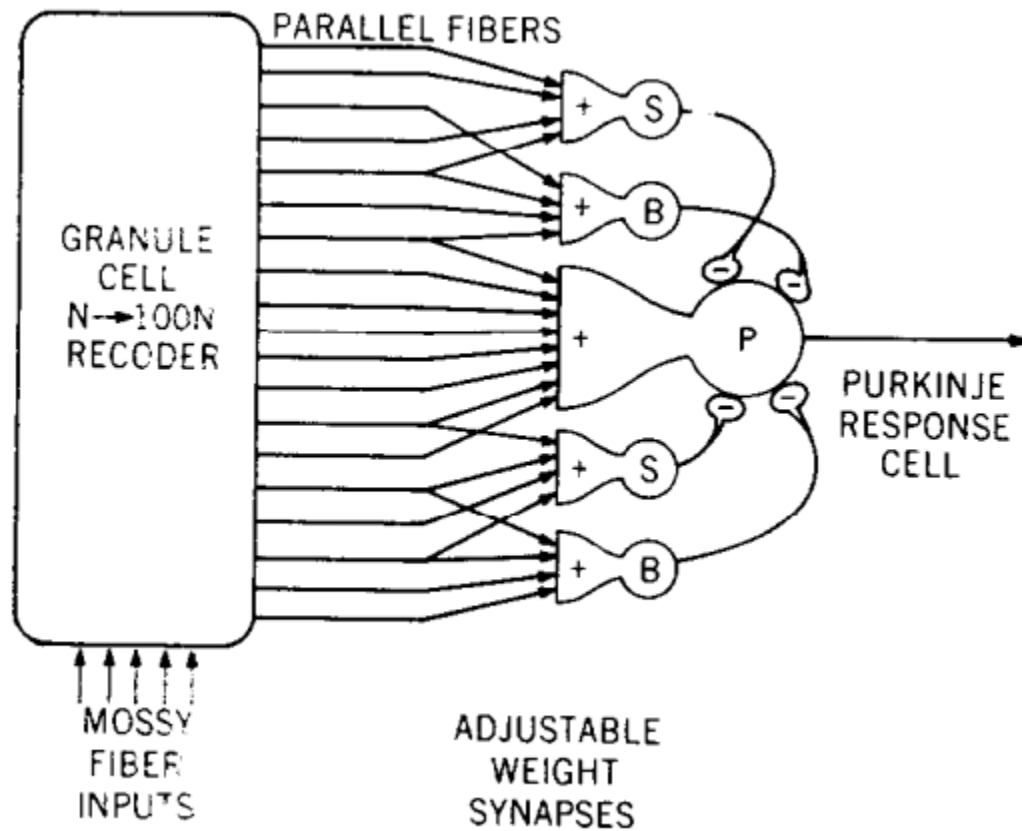 PARALLEL FIBERS
+ S
+ B
GRANULE
CELL
N→100N
RECODER
- -
+ P
PURKINJE
RESPONSE
CELL
- -
+ S
+ B
MOSSY
FIBER
INPUTS
ADJUSTABLE
WEIGHT
SYNAPSES